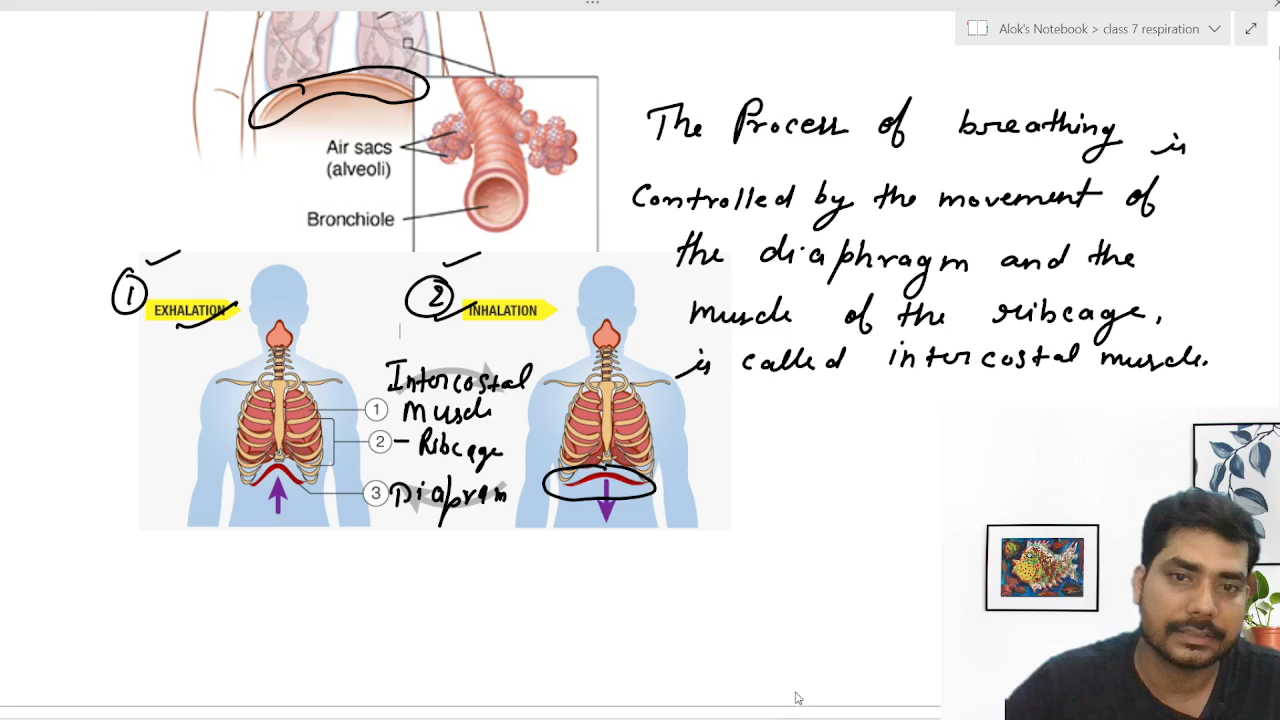 Alok's Notebook > class 7 respiration
Air sacs
(alveoli)
Bronchiole
The Process of breathing is
controlled by the movement of
the diaphragm and the
muscle of the ribcage,
is called intercostal muscle.
1
EXHALATION
2
INHALATION
Intercostal
1 Muscle
2 - Ribcage
3 Diapram